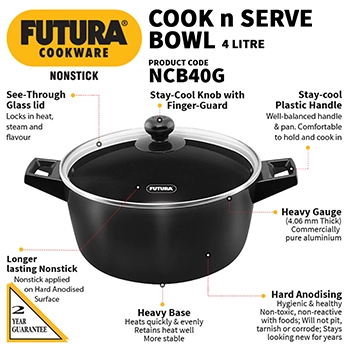 FUTURA®
COOKWARE
NONSTICK
COOK n SERVE
BOWL 4 LITRE
PRODUCT CODE
NCB40G
See-Through
Glass lid
Locks in heat,
steam and
flavour
Stay-Cool Knob with
Finger-Guard
Stay-cool
Plastic Handle
Well-balanced handle
& pan. Comfortable
to hold and cook in
FUTURA
Heavy Gauge
(4.06 mm Thick)
Commercially
pure aluminium
Longer
lasting Nonstick
Nonstick applied
on Hard Anodised
Surface
2
YEAR
GUARANTEE
Heavy Base
Heats quickly & evenly
Retains heat well
More stable
Hard Anodising
Hygienic & healthy
Non-toxic, non-reactive
with foods; Will not pit,
tarnish or corrode; Stays
looking new for years